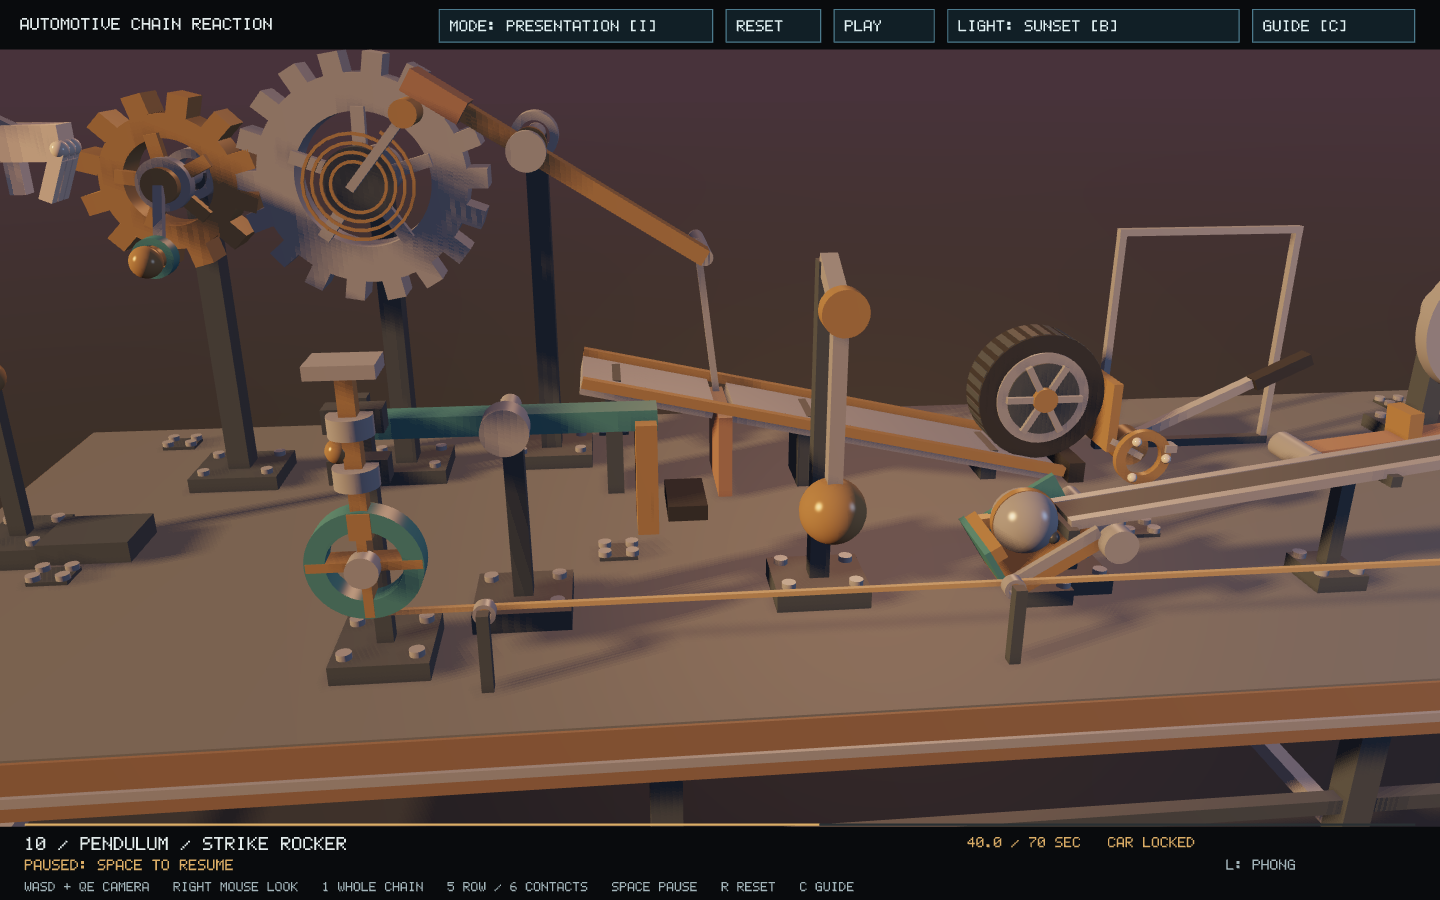 AUTOMOTIVE CHAIN REACTION
MODE: PRESENTATION [I]
RESET
PLAY
LIGHT: SUNSET [B]
GUIDE [C]
10 / PENDULUM / STRIKE ROCKER
40.0 / 70 SEC CAR LOCKED
PAUSED: SPACE TO RESUME
L: PHONG
WASD + QE CAMERA RIGHT MOUSE LOOK 1 WHOLE CHAIN 5 ROW / 6 CONTACTS SPACE PAUSE R RESET C GUIDE